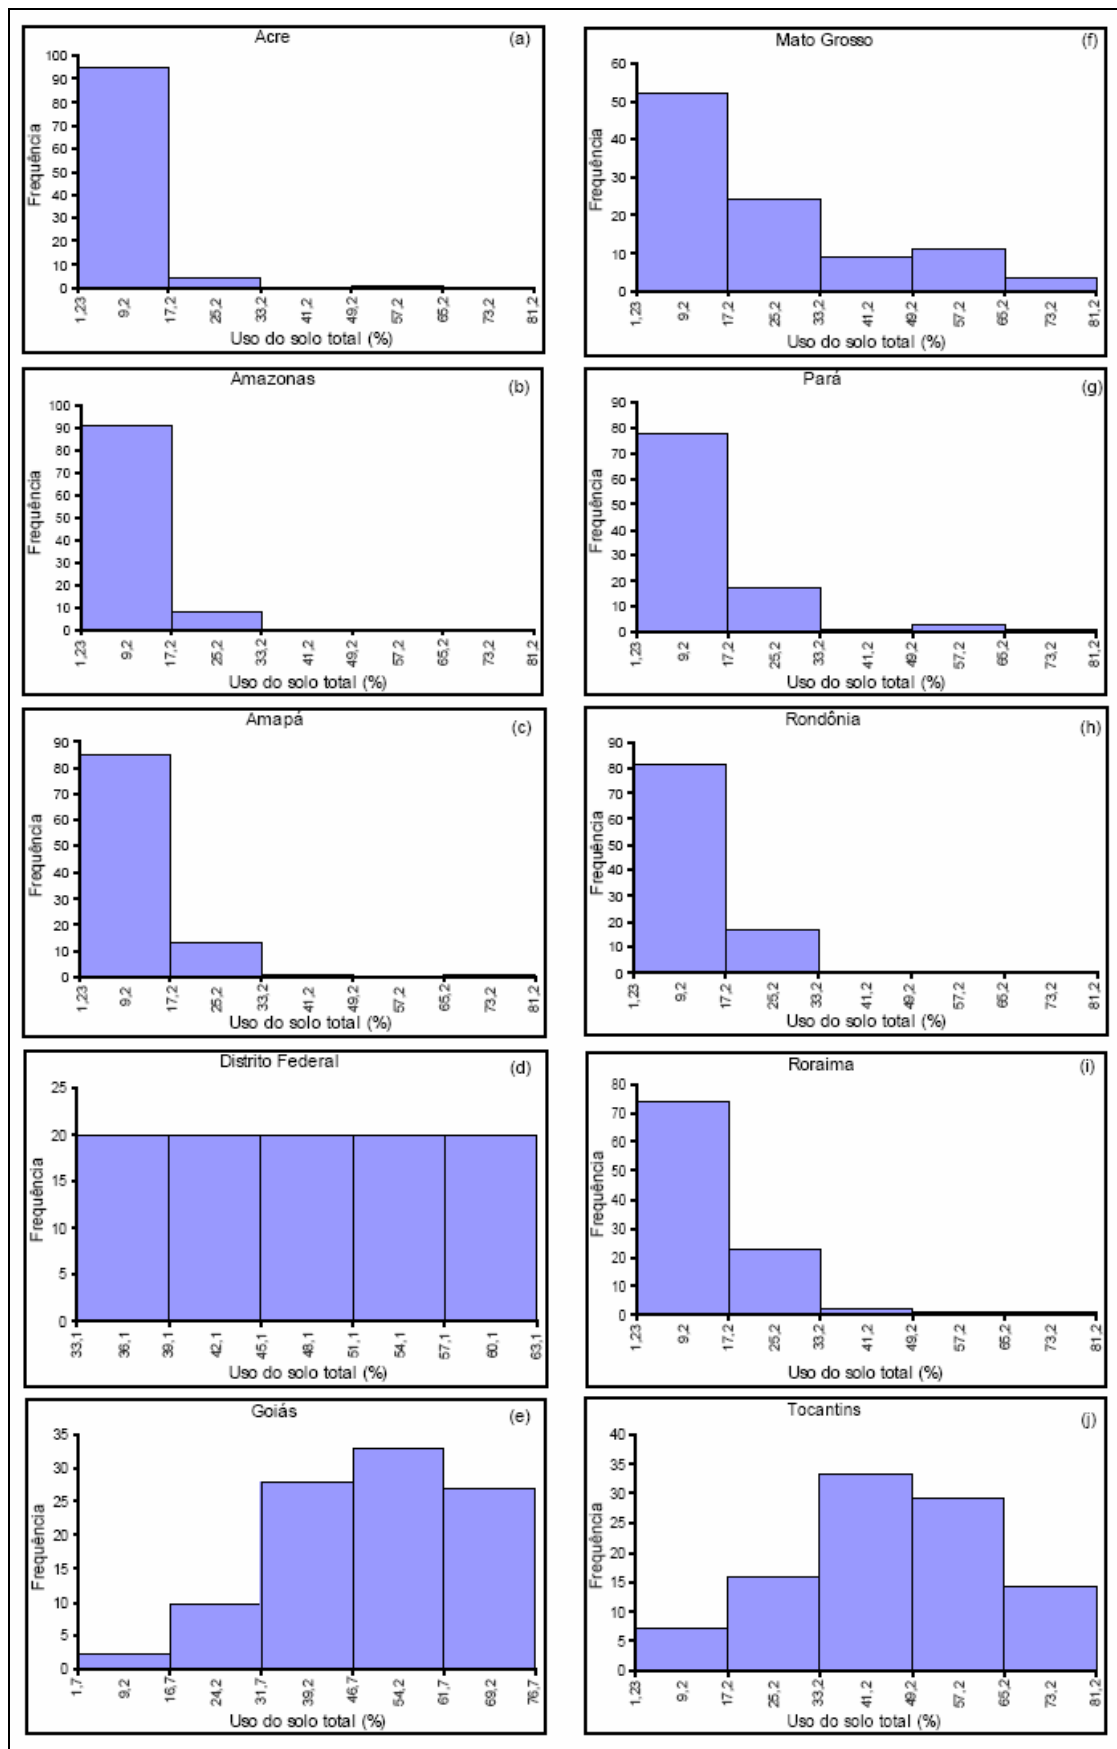 Acre (a)
100
90
80
70
60
50
40
30
20
10
0
Frequência
1,23 9,2 17,2 25,2 33,2 41,2 49,2 57,2 65,2 73,2 81,2
Uso do solo total (%)
Amazonas (b)
100
90
80
70
60
50
40
30
20
10
0
Frequência
1,23 9,2 17,2 25,2 33,2 41,2 49,2 57,2 65,2 73,2 81,2
Uso do solo total (%)
Amapá (c)
90
80
70
60
50
40
30
20
10
0
Frequência
1,23 9,2 17,2 25,2 33,2 41,2 49,2 57,2 65,2 73,2 81,2
Uso do solo total (%)
Distrito Federal (d)
25
20
15
10
5
0
Frequência
33,1 36,1 39,1 42,1 45,1 48,1 51,1 54,1 57,1 60,1 63,1
Uso do solo total (%)
Goiás (e)
35
30
25
20
15
10
5
0
Frequência
1,7 9,2 16,7 24,2 31,7 39,2 46,7 54,2 61,7 69,2 76,7
Uso do solo total (%)
Mato Grosso (f)
60
50
40
30
20
10
0
Frequência
1,23 9,2 17,2 25,2 33,2 41,2 49,2 57,2 65,2 73,2 81,2
Uso do solo total (%)
Pará (g)
90
80
70
60
50
40
30
20
10
0
Frequência
1,23 9,2 17,2 25,2 33,2 41,2 49,2 57,2 65,2 73,2 81,2
Uso do solo total (%)
Rondônia (h)
90
80
70
60
50
40
30
20
10
0
Frequência
1,23 9,2 17,2 25,2 33,2 41,2 49,2 57,2 65,2 73,2 81,2
Uso do solo total (%)
Roraima (i)
80
70
60
50
40
30
20
10
0
Frequência
1,23 9,2 17,2 25,2 33,2 41,2 49,2 57,2 65,2 73,2 81,2
Uso do solo total (%)
Tocantins (j)
40
35
30
25
20
15
10
5
0
Frequência
1,23 9,2 17,2 25,2 33,2 41,2 49,2 57,2 65,2 73,2 81,2
Uso do solo total (%)